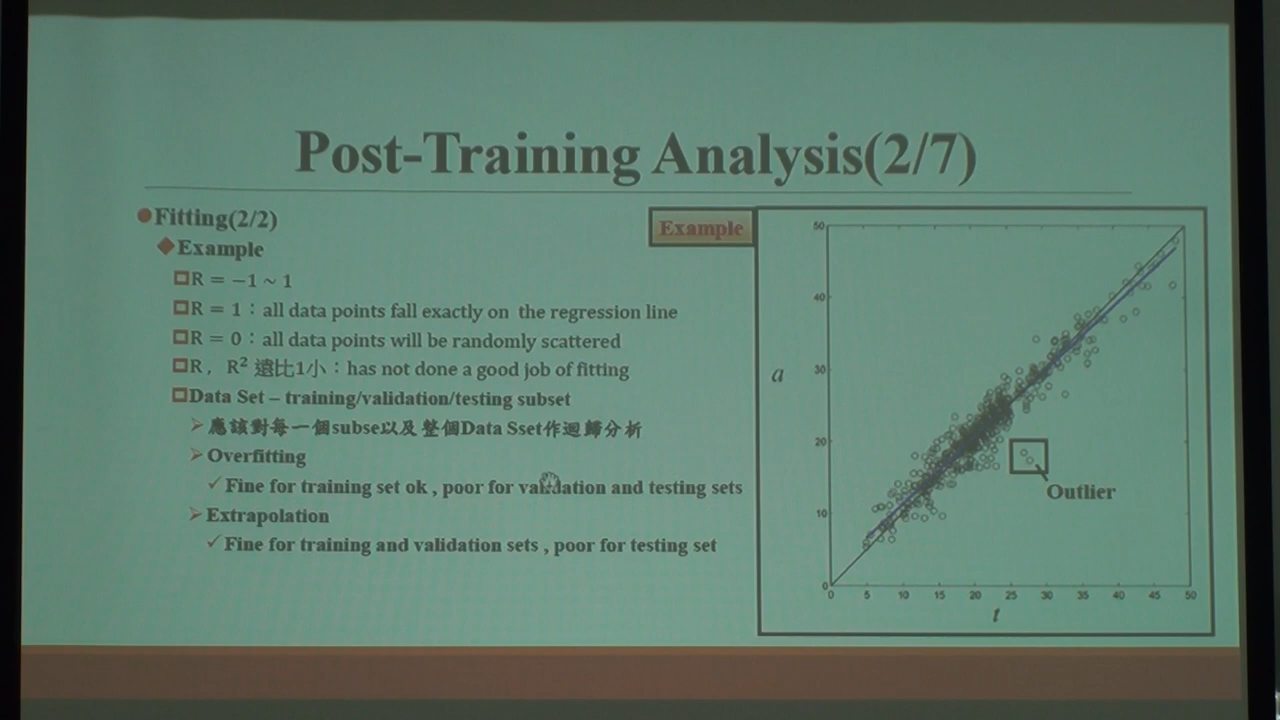 Post-Training Analysis(2/7)
Fitting(2/2)
Example
R = −1 ~ 1
R = 1：all data points fall exactly on the regression line
R = 0：all data points will be randomly scattered
R， R² 遠比1小：has not done a good job of fitting
Data Set – training/validation/testing subset
應該對每一個subse以及整個Data Sset作迴歸分析
Overfitting
Fine for training set ok , poor for validation and testing sets
Extrapolation
Fine for training and validation sets , poor for testing set
Example
50
40
30
20
10
0
a
Outlier
0 5 10 15 20 25 30 35 40 45 50
t